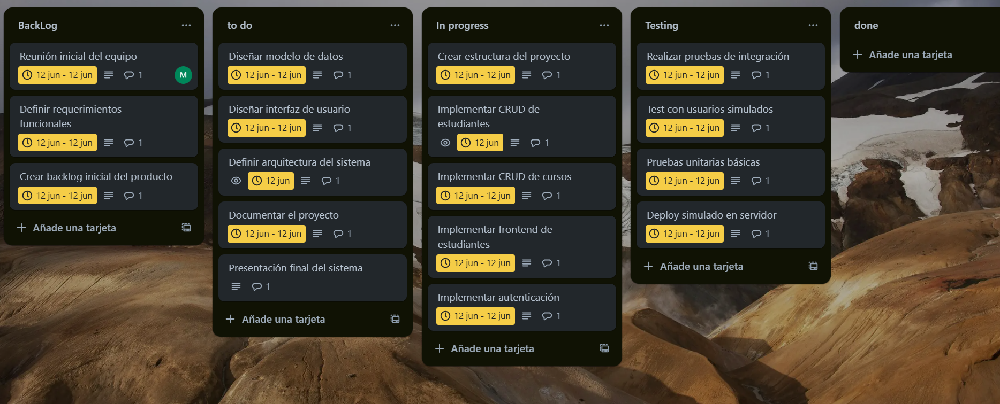 BackLog
Reunión inicial del equipo
12 jun - 12 jun 1 M
Definir requerimientos
funcionales
12 jun - 12 jun 1
Crear backlog inicial del producto
12 jun - 12 jun 1
Añade una tarjeta
to do
Diseñar modelo de datos
12 jun - 12 jun 1
Diseñar interfaz de usuario
12 jun - 12 jun 1
Definir arquitectura del sistema
12 jun 1
Documentar el proyecto
12 jun - 12 jun 1
Presentación final del sistema
1
Añade una tarjeta
In progress
Crear estructura del proyecto
12 jun - 12 jun 1
Implementar CRUD de
estudiantes
12 jun 1
Implementar CRUD de cursos
12 jun - 12 jun 1
Implementar frontend de
estudiantes
12 jun - 12 jun 1
Implementar autenticación
12 jun - 12 jun 1
Añade una tarjeta
Testing
Realizar pruebas de integración
12 jun - 12 jun 1
Test con usuarios simulados
12 jun - 12 jun 1
Pruebas unitarias básicas
12 jun - 12 jun 1
Deploy simulado en servidor
12 jun - 12 jun 1
Añade una tarjeta
done
Añade una tarjeta